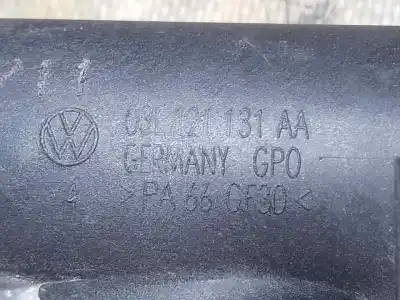 03L 121 131 AA
GERMANY GPO
>PA 66 GF30<